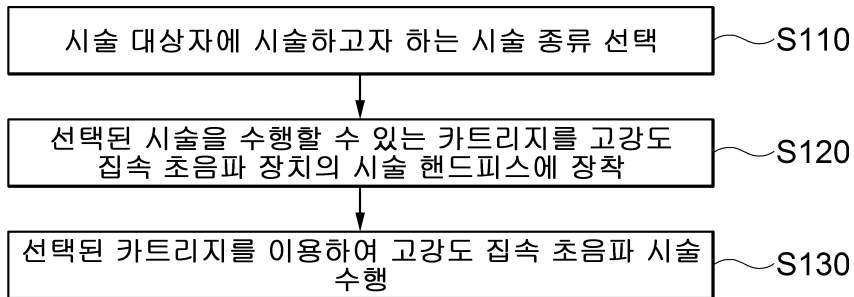 시술 대상자에 시술하고자 하는 시술 종류 선택
S110
선택된 시술을 수행할 수 있는 카트리지를 고강도
집속 초음파 장치의 시술 핸드피스에 장착
S120
선택된 카트리지를 이용하여 고강도 집속 초음파 시술
수행
S130